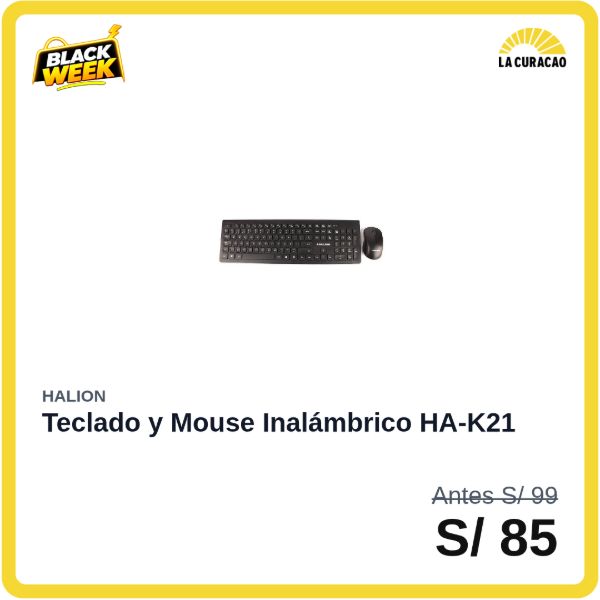 BLACK
WEEK
LA CURACAO
HALION
Teclado y Mouse Inalámbrico HA-K21
Antes S/ 99
S/ 85